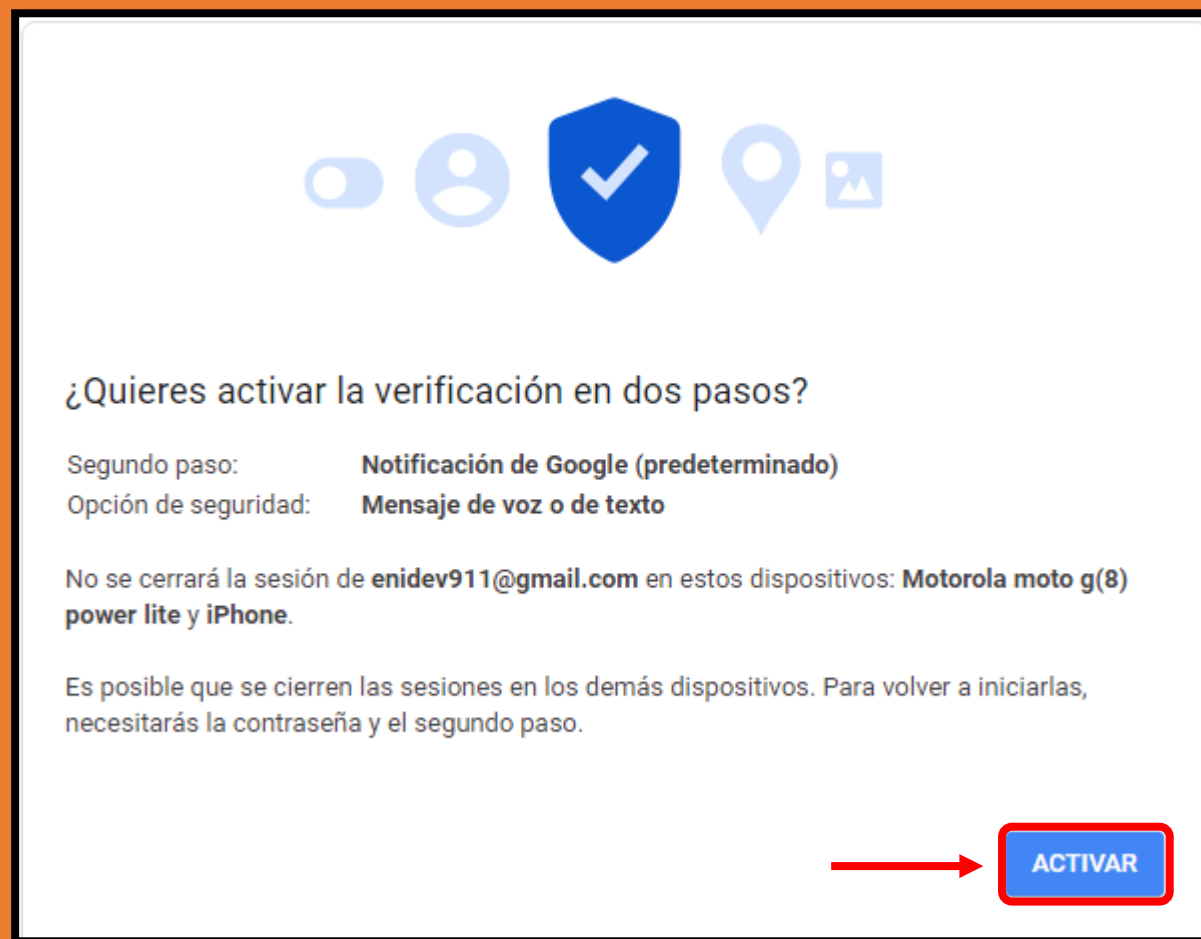 ¿Quieres activar la verificación en dos pasos?
Segundo paso: Notificación de Google (predeterminado)
Opción de seguridad: Mensaje de voz o de texto
No se cerrará la sesión de enidev911@gmail.com en estos dispositivos: Motorola moto g(8)
power lite y iPhone.
Es posible que se cierren las sesiones en los demás dispositivos. Para volver a iniciarlas,
necesitarás la contraseña y el segundo paso.
ACTIVAR